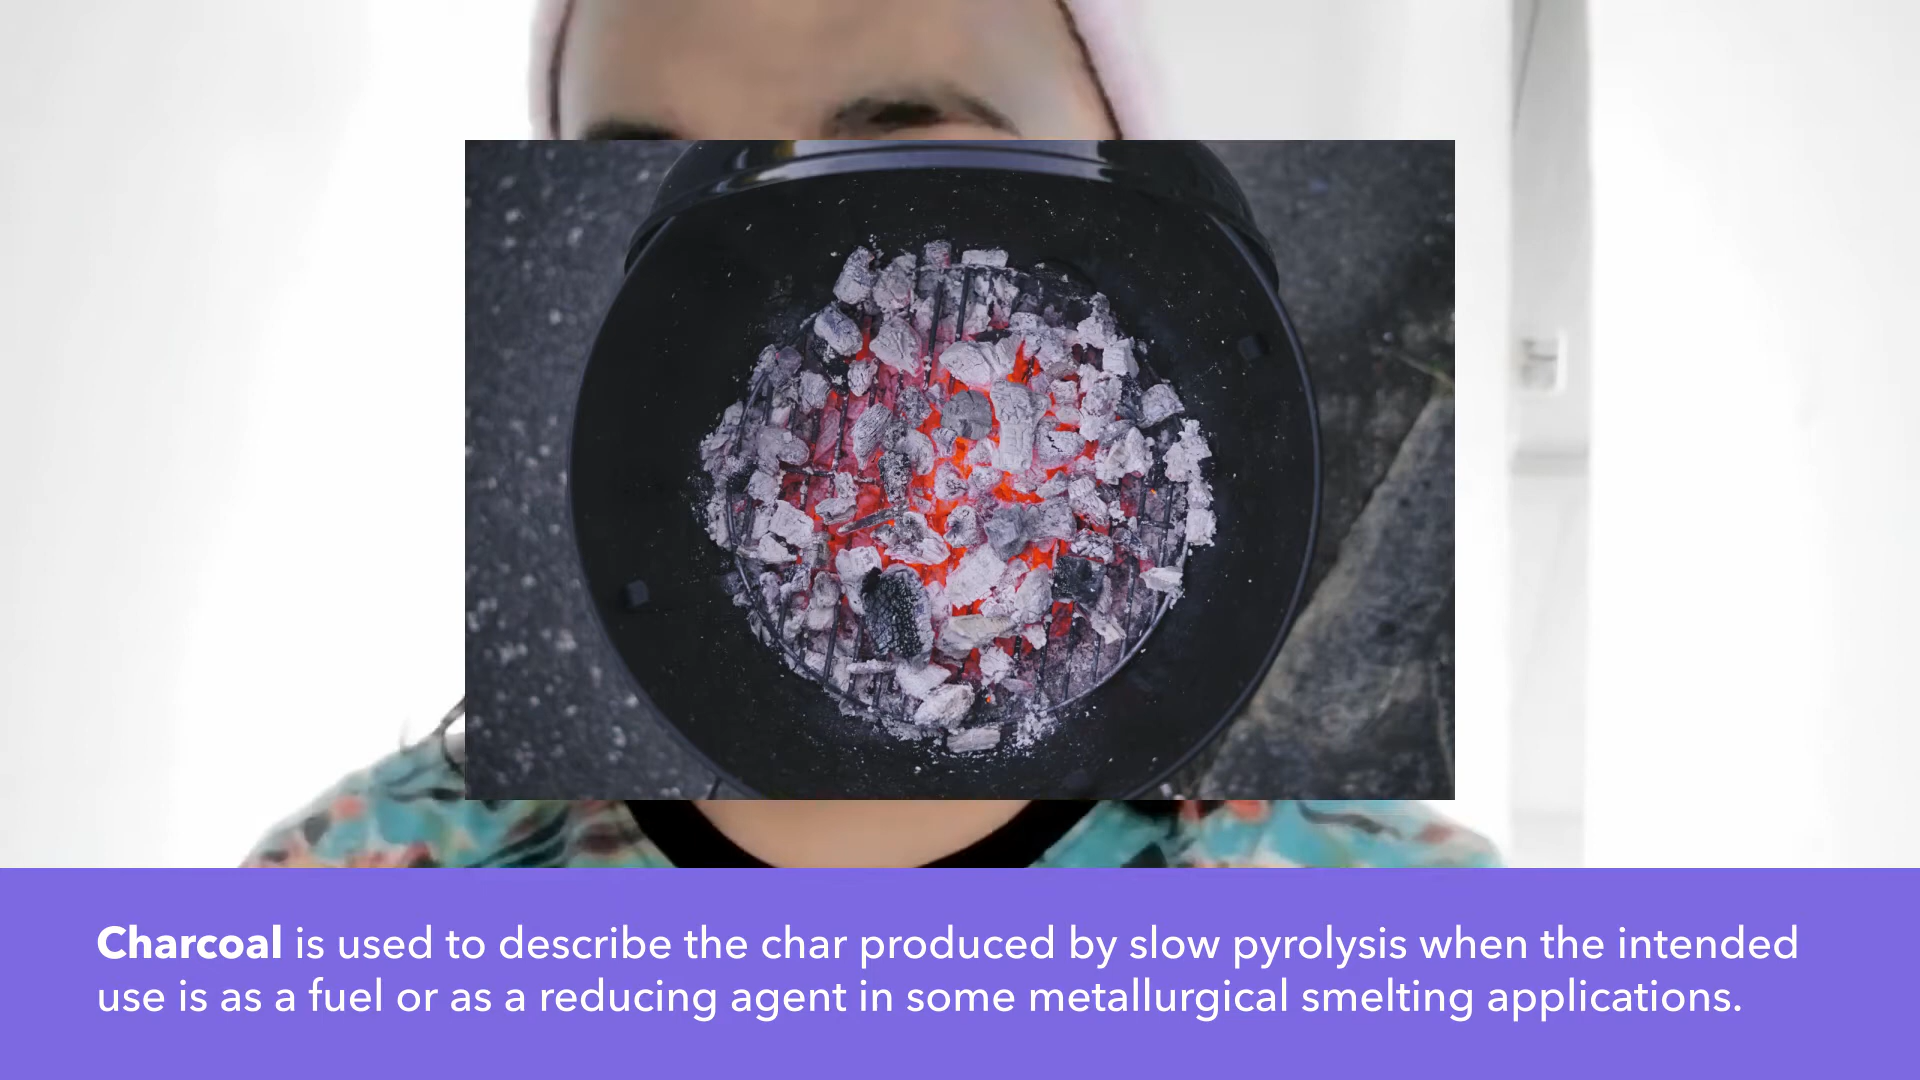 Charcoal is used to describe the char produced by slow pyrolysis when the intended
use is as a fuel or as a reducing agent in some metallurgical smelting applications.